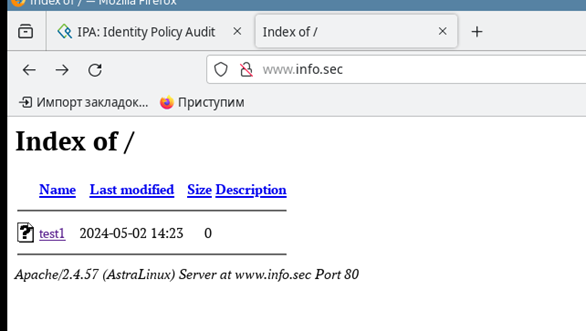 Index of / — Mozilla Firefox
IPA: Identity Policy Audit
Index of /
www.info.sec
Импорт закладок... Приступим
Index of /
Name Last modified Size Description
test1 2024-05-02 14:23 0
Apache/2.4.57 (AstraLinux) Server at www.info.sec Port 80